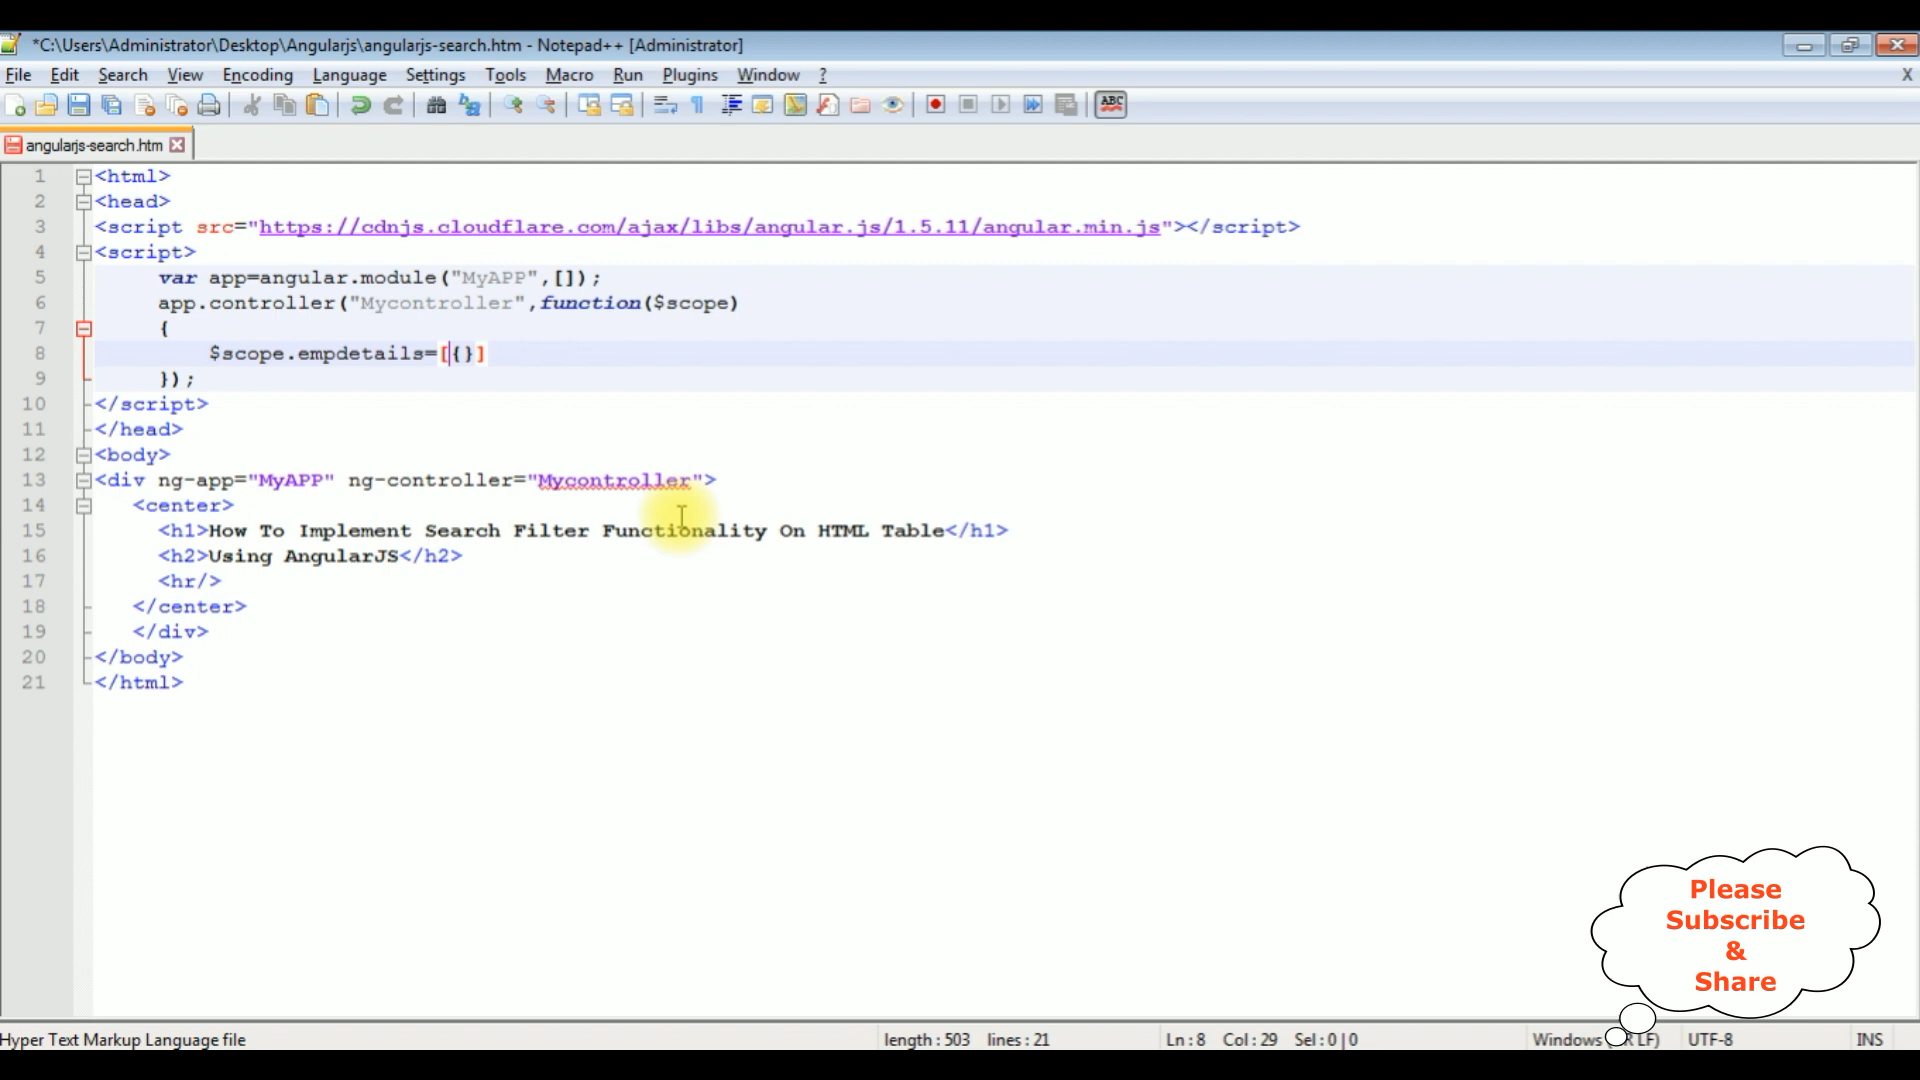 *C:\Users\Administrator\Desktop\Angularjs\angularjs-search.htm - Notepad++ [Administrator]
File Edit Search View Encoding Language Settings Tools Macro Run Plugins Window ? X
ABC
angularjs-search.htm
1 <html>
2 <head>
3 <script src="https://cdnjs.cloudflare.com/ajax/libs/angular.js/1.5.11/angular.min.js"></script>
4 <script>
5 var app=angular.module("MyAPP",[]);
6 app.controller("Mycontroller",function($scope)
7 {
8 $scope.empdetails=[{}]
9 });
10 </script>
11 </head>
12 <body>
13 <div ng-app="MyAPP" ng-controller="Mycontroller">
14 <center>
15 <h1>How To Implement Search Filter Functionality On HTML Table</h1>
16 <h2>Using AngularJS</h2>
17 <hr/>
18 </center>
19 </div>
20 </body>
21 </html>
Please
Subscribe
&
Share
Hyper Text Markup Language file length : 503 lines : 21 Ln : 8 Col : 29 Sel : 0 | 0 Windows LF) UTF-8 INS